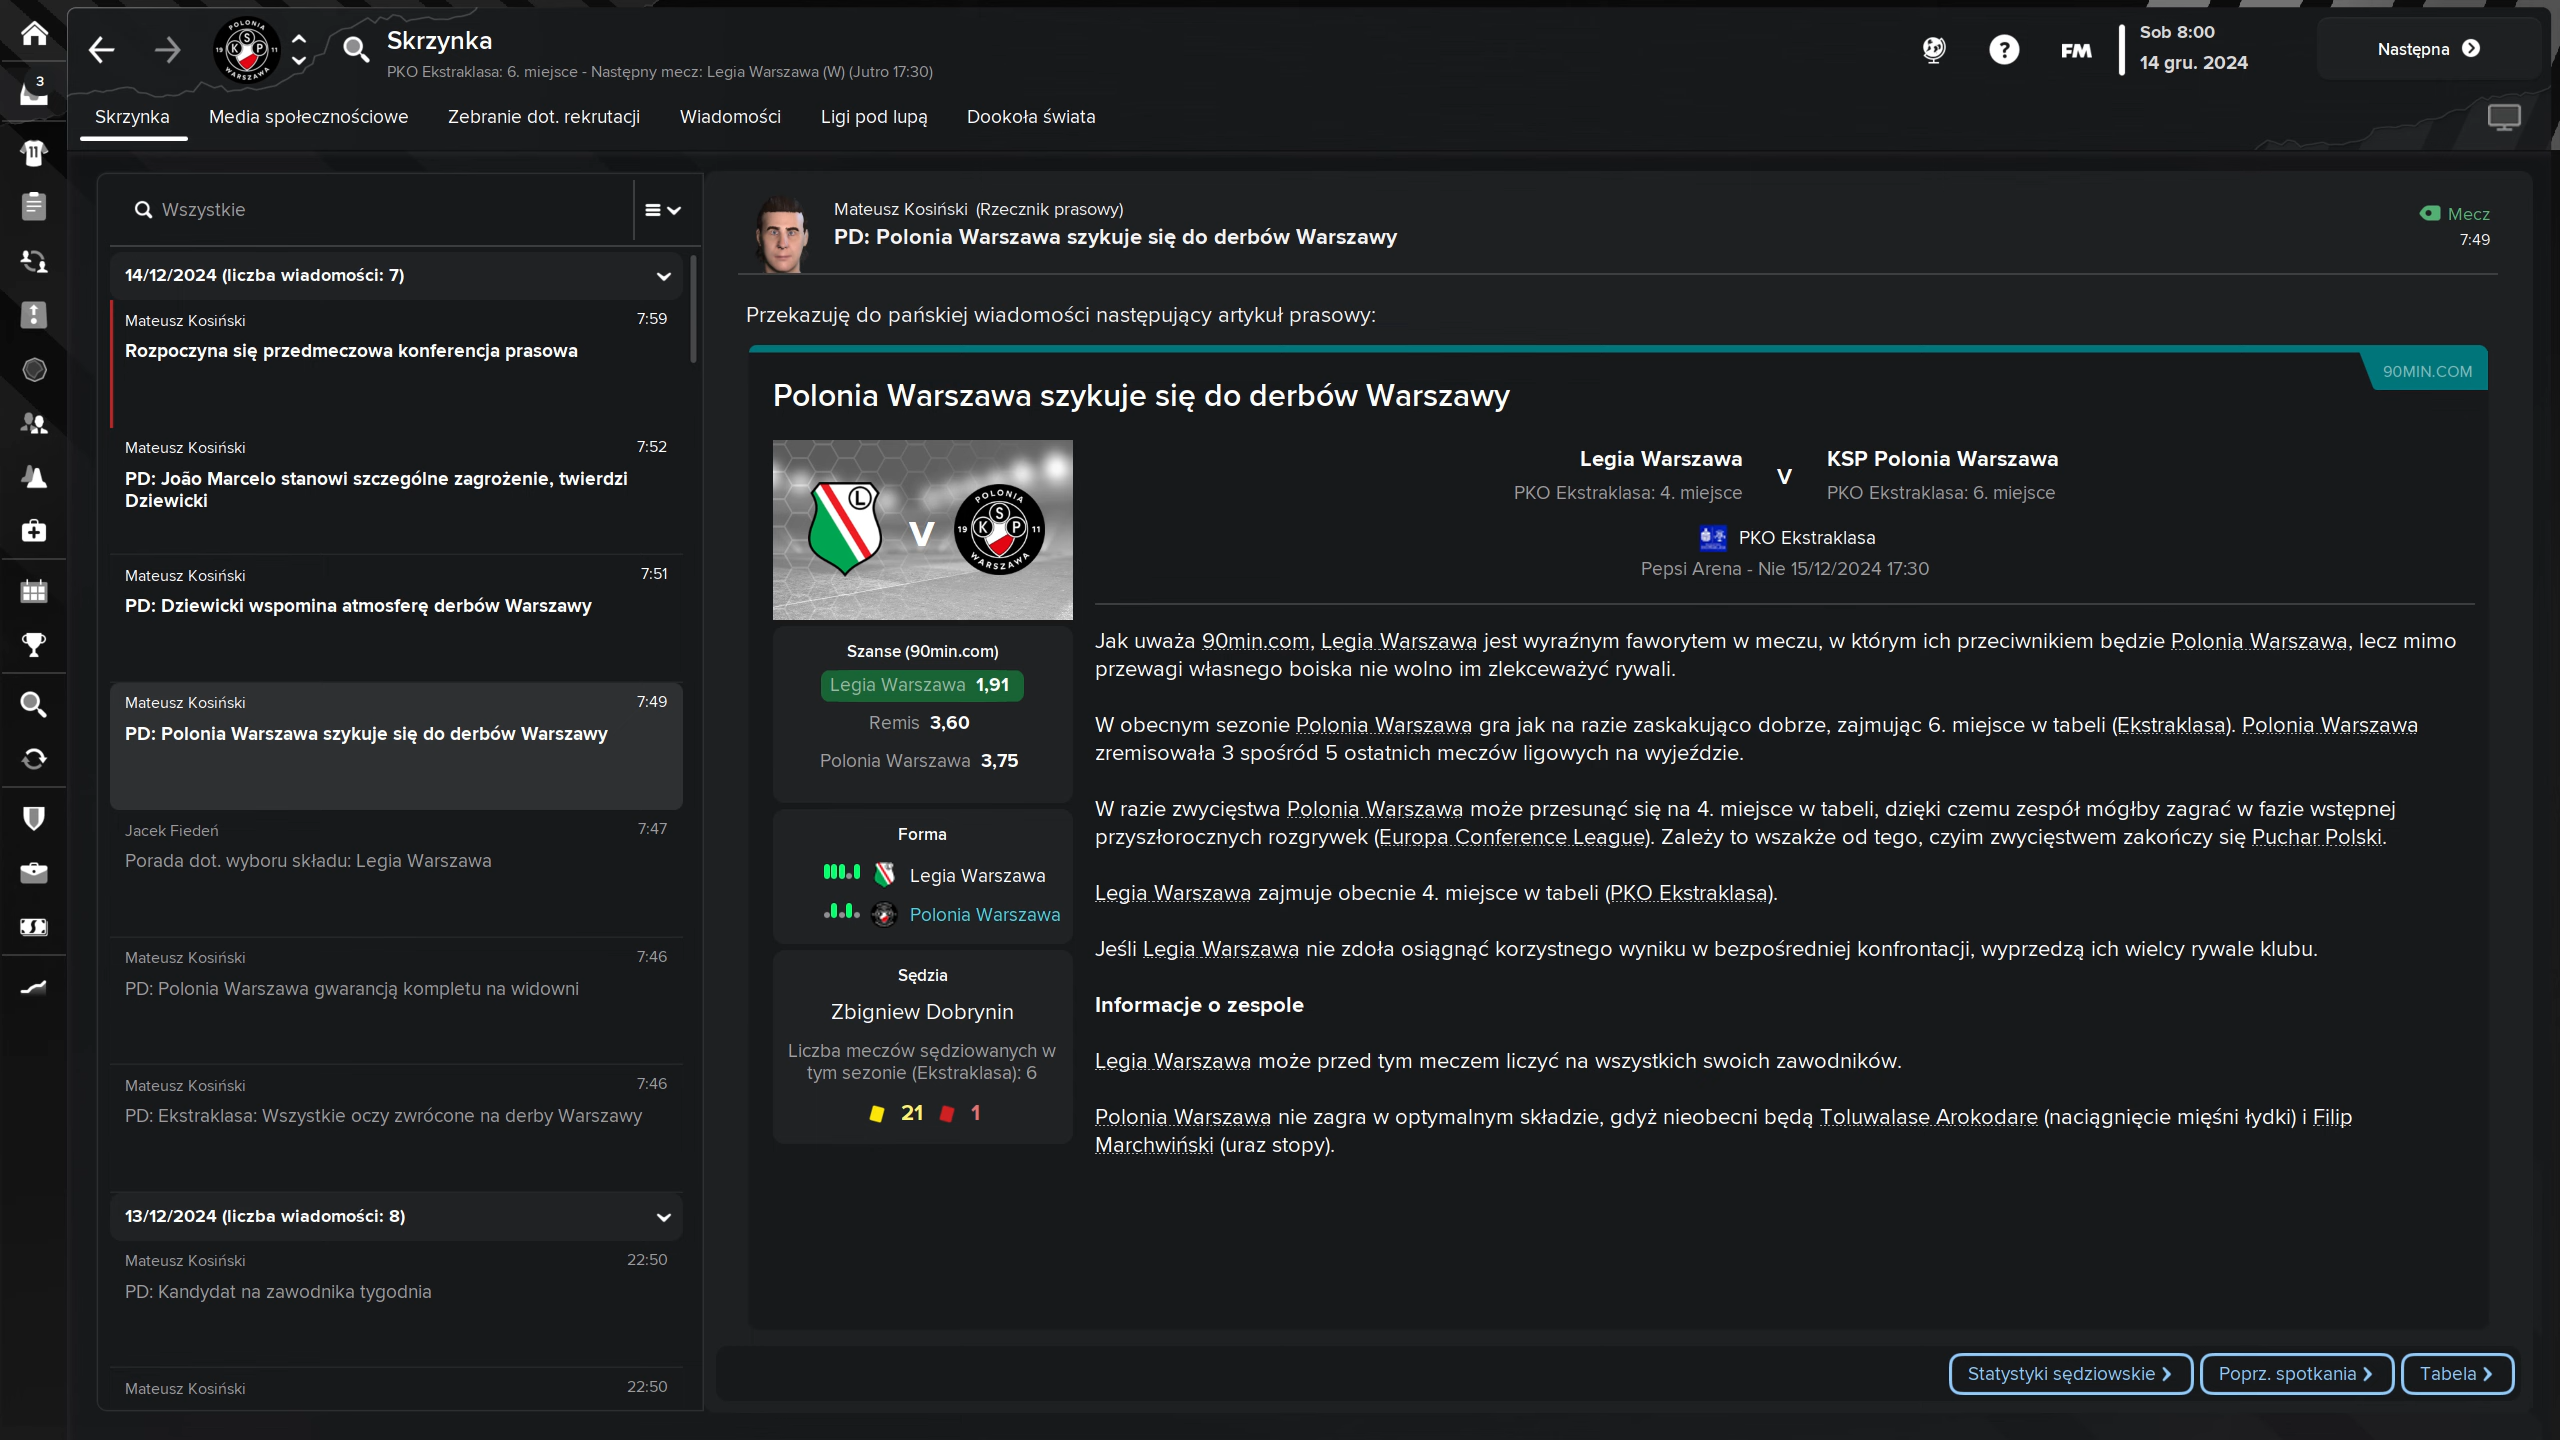 Skrzynka
PKO Ekstraklasa: 6. miejsce - Następny mecz: Legia Warszawa (W) (Jutro 17:30)
FM
Sob 8:00
14 gru. 2024
Następna
3
Skrzynka
Media społecznościowe
Zebranie dot. rekrutacji
Wiadomości
Ligi pod lupą
Dookoła świata
11
Wszystkie
14/12/2024 (liczba wiadomości: 7)
Mateusz Kosiński
7:59
Rozpoczyna się przedmeczowa konferencja prasowa
Mateusz Kosiński
7:52
PD: João Marcelo stanowi szczególne zagrożenie, twierdzi
Dziewicki
Mateusz Kosiński
7:51
PD: Dziewicki wspomina atmosferę derbów Warszawy
Mateusz Kosiński
7:49
PD: Polonia Warszawa szykuje się do derbów Warszawy
Jacek Fiedeń
7:47
Porada dot. wyboru składu: Legia Warszawa
Mateusz Kosiński
7:46
PD: Polonia Warszawa gwarancją kompletu na widowni
Mateusz Kosiński
7:46
PD: Ekstraklasa: Wszystkie oczy zwrócone na derby Warszawy
13/12/2024 (liczba wiadomości: 8)
Mateusz Kosiński
22:50
PD: Kandydat na zawodnika tygodnia
Mateusz Kosiński
22:50
Mateusz Kosiński (Rzecznik prasowy)
PD: Polonia Warszawa szykuje się do derbów Warszawy
Mecz
7:49
Przekazuję do pańskiej wiadomości następujący artykuł prasowy:
90MIN.COM
Polonia Warszawa szykuje się do derbów Warszawy
L
V
POLONIA
19 K S P 11
WARSZAWA
Legia Warszawa
PKO Ekstraklasa: 4. miejsce
V
KSP Polonia Warszawa
PKO Ekstraklasa: 6. miejsce
PKO Ekstraklasa
Pepsi Arena - Nie 15/12/2024 17:30
Szanse (90min.com)
Legia Warszawa 1,91
Remis 3,60
Polonia Warszawa 3,75
Forma
Legia Warszawa
Polonia Warszawa
Sędzia
Zbigniew Dobrynin
Liczba meczów sędziowanych w
tym sezonie (Ekstraklasa): 6
21 1
Jak uważa 90min.com, Legia Warszawa jest wyraźnym faworytem w meczu, w którym ich przeciwnikiem będzie Polonia Warszawa, lecz mimo
przewagi własnego boiska nie wolno im zlekceważyć rywali.
W obecnym sezonie Polonia Warszawa gra jak na razie zaskakująco dobrze, zajmując 6. miejsce w tabeli (Ekstraklasa). Polonia Warszawa
zremisowała 3 spośród 5 ostatnich meczów ligowych na wyjeździe.
W razie zwycięstwa Polonia Warszawa może przesunąć się na 4. miejsce w tabeli, dzięki czemu zespół mógłby zagrać w fazie wstępnej
przyszłorocznych rozgrywek (Europa Conference League). Zależy to wszakże od tego, czyim zwycięstwem zakończy się Puchar Polski.
Legia Warszawa zajmuje obecnie 4. miejsce w tabeli (PKO Ekstraklasa).
Jeśli Legia Warszawa nie zdoła osiągnąć korzystnego wyniku w bezpośredniej konfrontacji, wyprzedzą ich wielcy rywale klubu.
Informacje o zespole
Legia Warszawa może przed tym meczem liczyć na wszystkich swoich zawodników.
Polonia Warszawa nie zagra w optymalnym składzie, gdyż nieobecni będą Toluwalase Arokodare (naciągnięcie mięśni łydki) i Filip
Marchwiński (uraz stopy).
Statystyki sędziowskie
Poprz. spotkania
Tabela